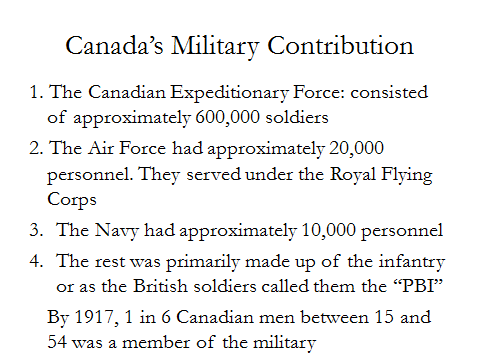 Canada's Military Contribution
1. The Canadian Expeditionary Force: consisted
of approximately 600,000 soldiers
2. The Air Force had approximately 20,000
personnel. They served under the Royal Flying
Corps
3. The Navy had approximately 10,000 personnel
4. The rest was primarily made up of the infantry
or as the British soldiers called them the “PBI”
By 1917, 1 in 6 Canadian men between 15 and
54 was a member of the military